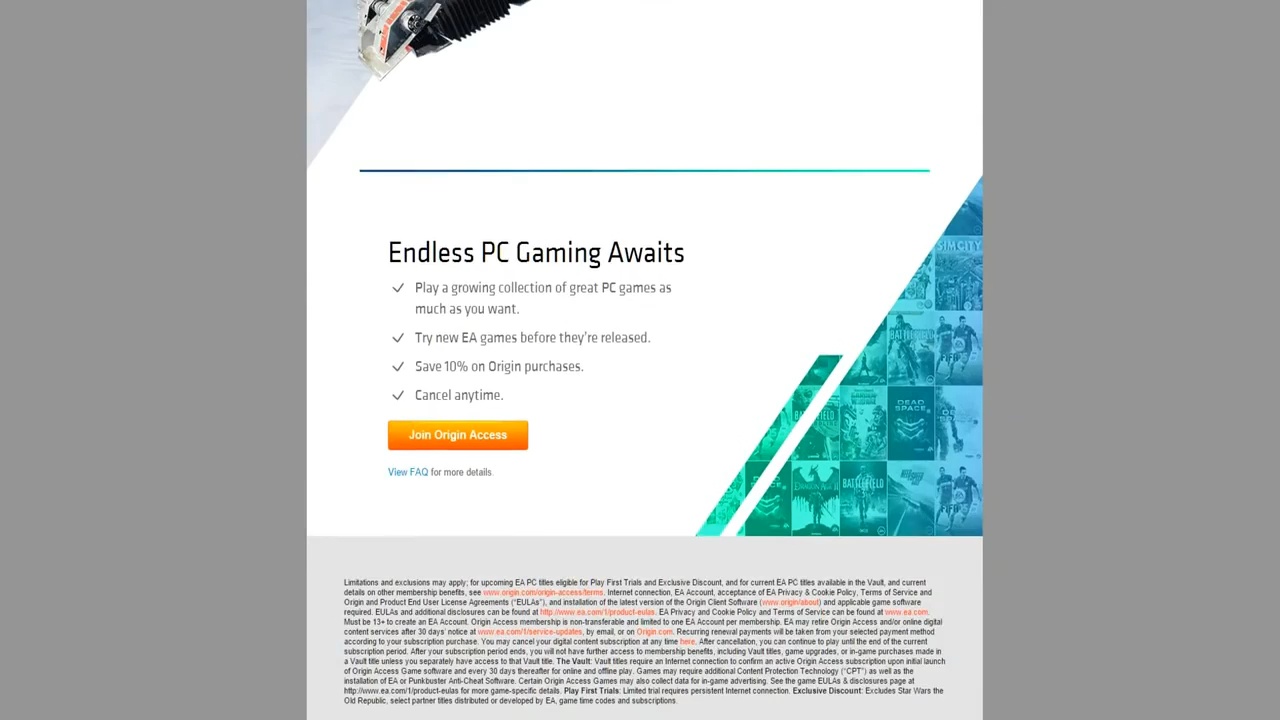 Endless PC Gaming Awaits
Play a growing collection of great PC games as
much as you want.
Try new EA games before they're released.
Save 10% on Origin purchases.
Cancel anytime.
Join Origin Access
View FAQ for more details.
SIMCITY
DEAD SPACE
DRAGON AGE II
BATTLEFIELD
FIFA
Limitations and exclusions may apply; for upcoming EA PC titles eligible for Play First Trials and Exclusive Discount, and for current EA PC titles available in the Vault, and current
details on other membership benefits, see www.origin.com/origin-access/terms. Internet connection, EA Account, acceptance of EA Privacy & Cookie Policy, Terms of Service and
Origin and Product End User License Agreements ("EULAs"), and installation of the latest version of the Origin Client Software (www.origin/about) and applicable game software
required. EULAs and additional disclosures can be found at http://www.ea.com/1/product-eulas. EA Privacy and Cookie Policy and Terms of Service can be found at www.ea.com.
Must be 13+ to create an EA Account. Origin Access membership is non-transferable and limited to one EA Account per membership. EA may retire Origin Access and/or online digital
content services after 30 days' notice at www.ea.com/1/service-updates, by email, or on Origin.com. Recurring renewal payments will be taken from your selected payment method
according to your subscription purchase. You may cancel your digital content subscription at any time here. After cancellation, you can continue to play until the end of the current
subscription period. After your subscription period ends, you will not have further access to membership benefits, including Vault titles, game upgrades, or in-game purchases made in
a Vault title unless you separately have access to that Vault title. The Vault: Vault titles require an Internet connection to confirm an active Origin Access subscription upon initial launch
of Origin Access Game software and every 30 days thereafter for online and offline play. Games may require additional Content Protection Technology ("CPT") as well as the
installation of EA or Punkbuster Anti-Cheat Software. Certain Origin Access Games may also collect data for in-game advertising. See the game EULAs & disclosures page at
http://www.ea.com/1/product-eulas for more game-specific details. Play First Trials: Limited trial requires persistent Internet connection. Exclusive Discount: Excludes Star Wars the
Old Republic, select partner titles distributed or developed by EA, game time codes and subscriptions.